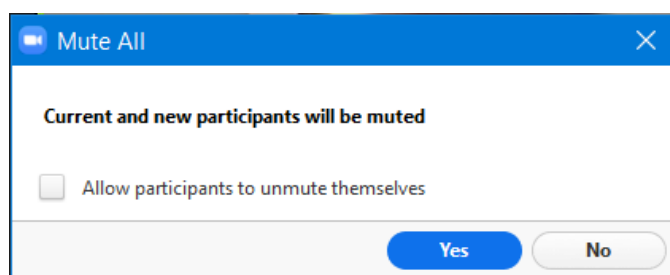 Mute All
Current and new participants will be muted
Allow participants to unmute themselves
Yes No